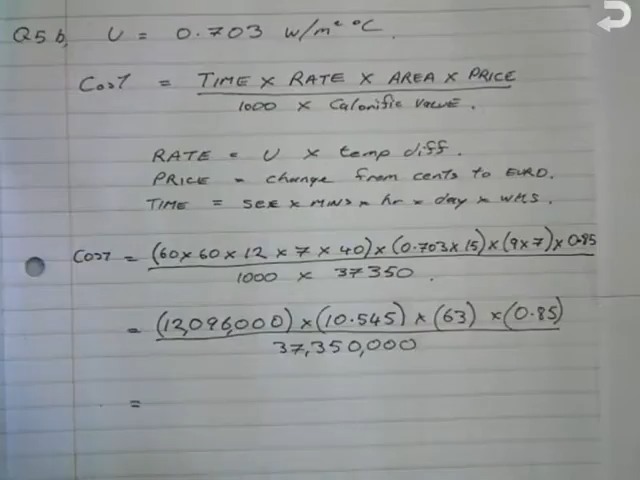 Q5 b, U = 0.703 W/m² °C.
Cost = TIME × RATE × AREA × PRICE
1000 × Calorific Value.
RATE = U × temp diff.
PRICE = change from cents to EURO.
TIME = sec × MINS × hr × day × WKS.
Cost = (60×60×12×7×40)×(0.703×15)×(9×7)×0.85
1000 × 37350.
= (12,096,000)×(10.545)×(63)×(0.85)
37,350,000
=